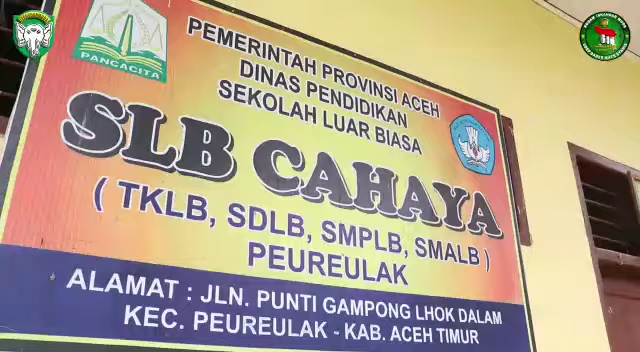 PEMERINTAH PROVINSI ACEH
DINAS PENDIDIKAN
SEKOLAH LUAR BIASA
PANCACITA
SLB CAHAYA
( TKLB, SDLB, SMPLB, SMALB )
PEUREULAK
ALAMAT : JLN. PUNTI GAMPONG LHOK DALAM
KEC. PEUREULAK - KAB. ACEH TIMUR